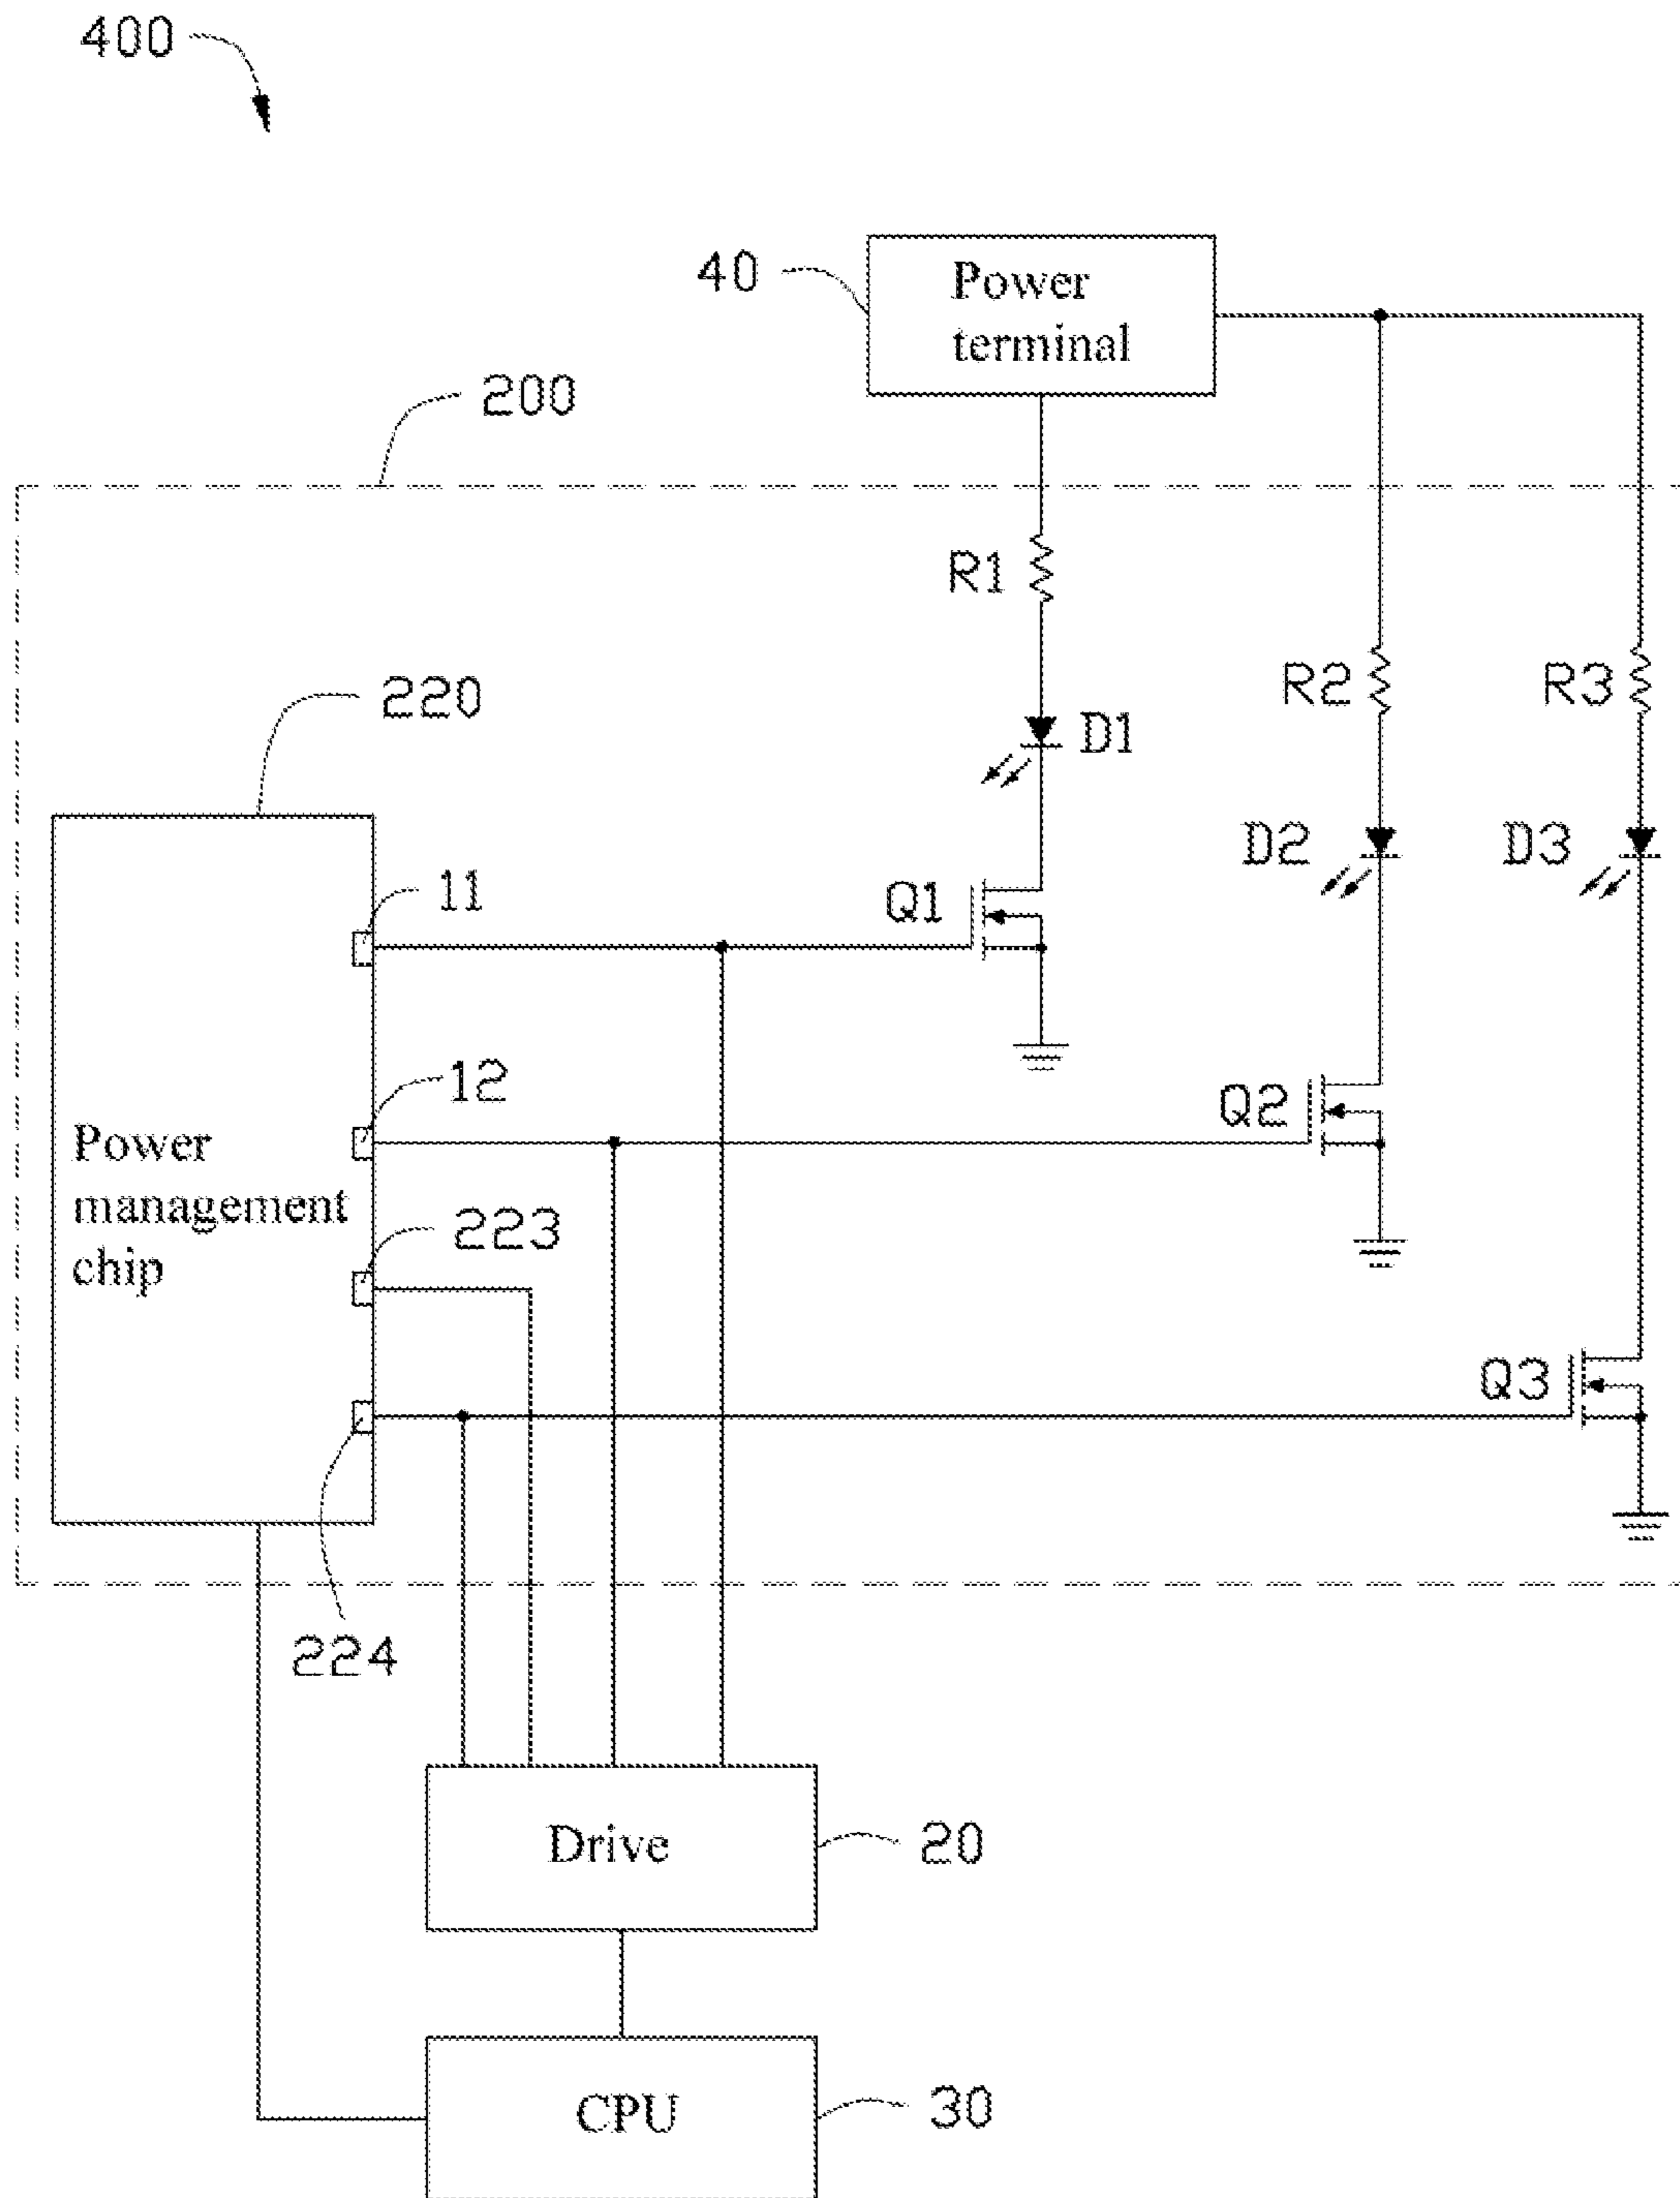 400
40
Power
terminal
200
R1
R2
R3
220
D1
D2
D3
11
Q1
12
Q2
Power
management
chip
223
Q3
224
Drive
20
CPU
30